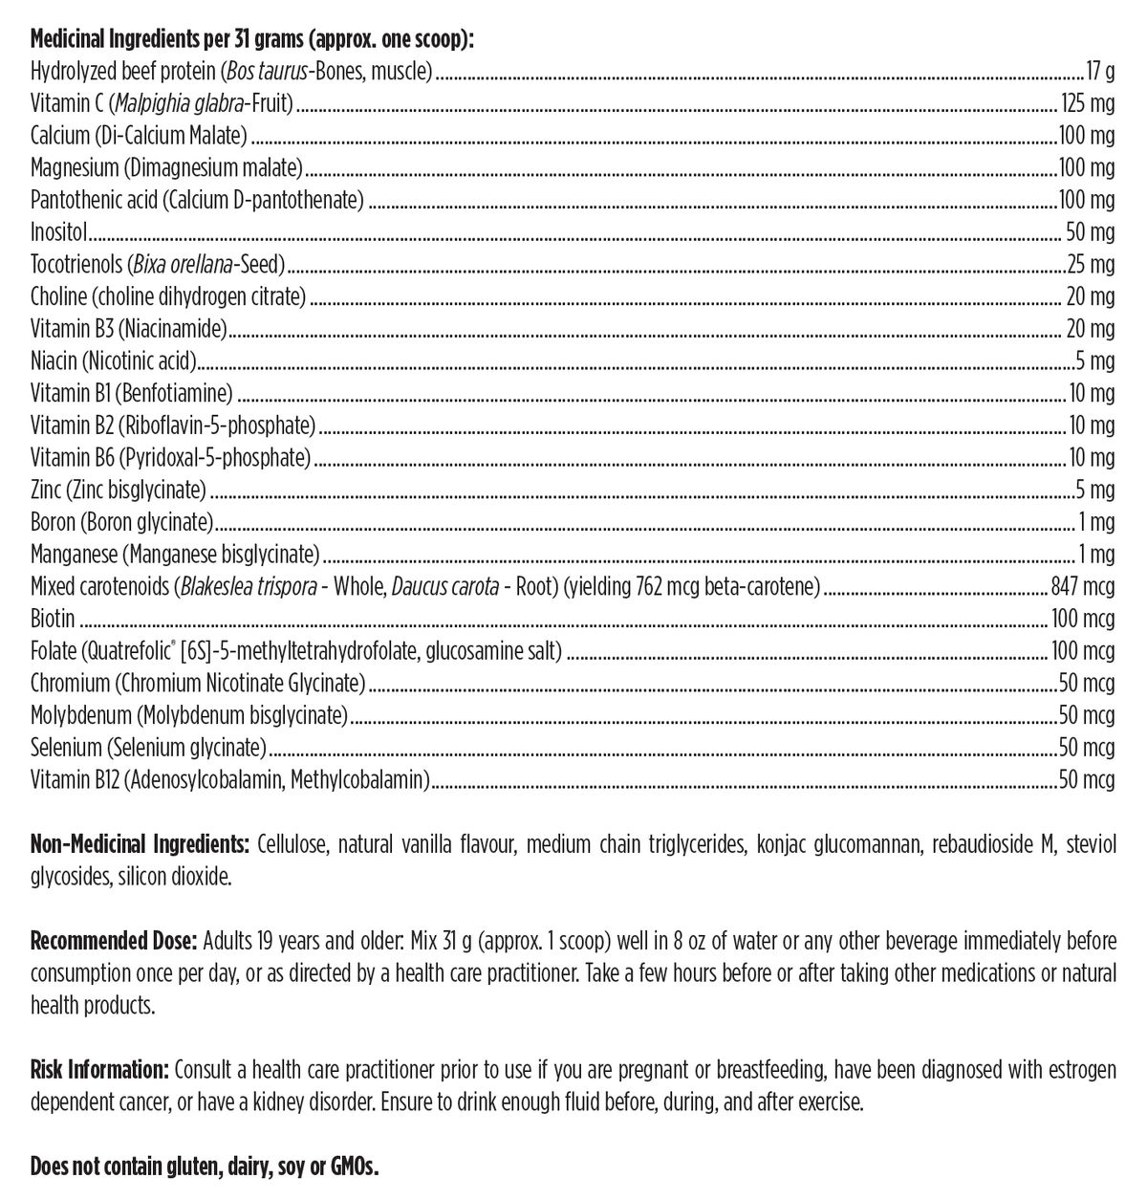 Medicinal Ingredients per 31 grams (approx. one scoop):
Hydrolyzed beef protein (Bos taurus-Bones, muscle) 17 g
Vitamin C (Malpighia glabra-Fruit) 125 mg
Calcium (Di-Calcium Malate) 100 mg
Magnesium (Dimagnesium malate) 100 mg
Pantothenic acid (Calcium D-pantothenate) 100 mg
Inositol 50 mg
Tocotrienols (Bixa orellana-Seed) 25 mg
Choline (choline dihydrogen citrate) 20 mg
Vitamin B3 (Niacinamide) 20 mg
Niacin (Nicotinic acid) 5 mg
Vitamin B1 (Benfotiamine) 10 mg
Vitamin B2 (Riboflavin-5-phosphate) 10 mg
Vitamin B6 (Pyridoxal-5-phosphate) 10 mg
Zinc (Zinc bisglycinate) 5 mg
Boron (Boron glycinate) 1 mg
Manganese (Manganese bisglycinate) 1 mg
Mixed carotenoids (Blakeslea trispora - Whole, Daucus carota - Root) (yielding 762 mcg beta-carotene) 847 mcg
Biotin 100 mcg
Folate (Quatrefolic® [6S]-5-methyltetrahydrofolate, glucosamine salt) 100 mcg
Chromium (Chromium Nicotinate Glycinate) 50 mcg
Molybdenum (Molybdenum bisglycinate) 50 mcg
Selenium (Selenium glycinate) 50 mcg
Vitamin B12 (Adenosylcobalamin, Methylcobalamin) 50 mcg
Non-Medicinal Ingredients: Cellulose, natural vanilla flavour, medium chain triglycerides, konjac glucomannan, rebaudioside M, steviol
glycosides, silicon dioxide.
Recommended Dose: Adults 19 years and older: Mix 31 g (approx. 1 scoop) well in 8 oz of water or any other beverage immediately before
consumption once per day, or as directed by a health care practitioner. Take a few hours before or after taking other medications or natural
health products.
Risk Information: Consult a health care practitioner prior to use if you are pregnant or breastfeeding, have been diagnosed with estrogen
dependent cancer, or have a kidney disorder. Ensure to drink enough fluid before, during, and after exercise.
Does not contain gluten, dairy, soy or GMOs.